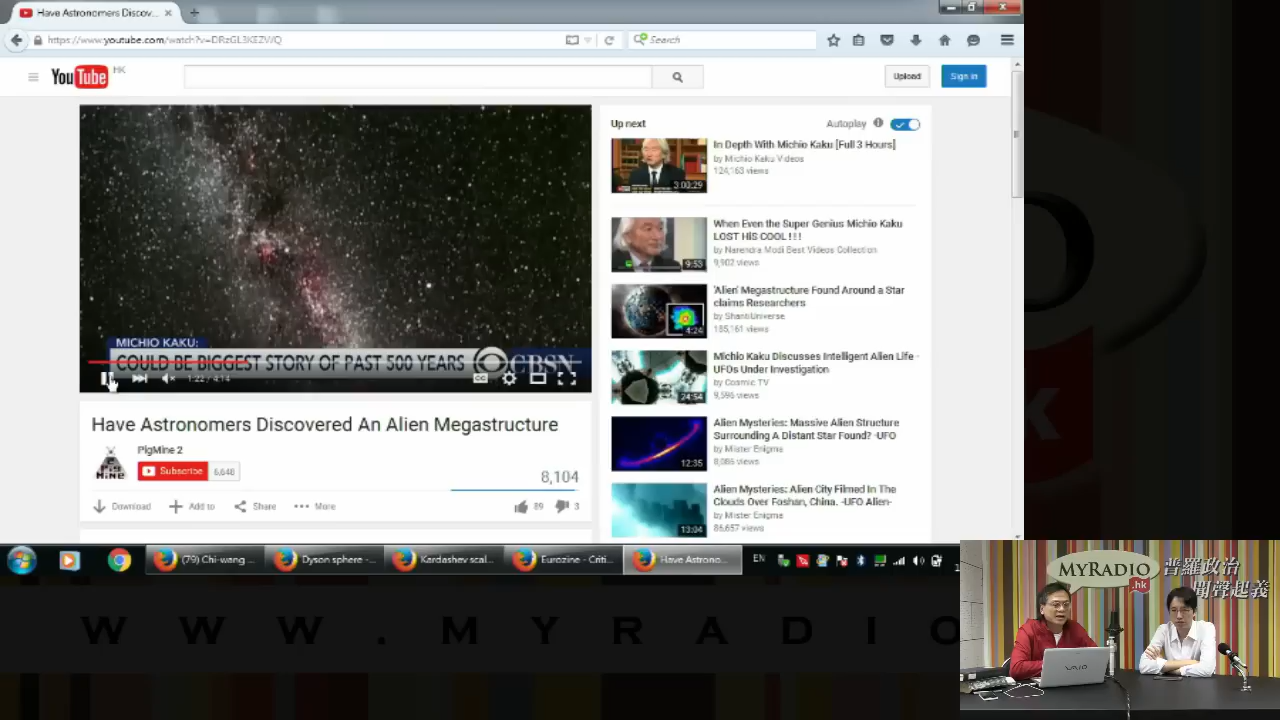 Have Astronomers Discov...
https://www.youtube.com/watch?v=DRzGL3KEZWQ
Search
YouTube HK
Upload
Sign in
MICHIO KAKU:
COULD BE BIGGEST STORY OF PAST 500 YEARS
CBSN
1:22 / 4:14
CC
Have Astronomers Discovered An Alien Megastructure
MINE
PigMine 2
Subscribe 6,640
8,104
Download
Add to
Share
More
89
3
Up next
Autoplay
In Depth With Michio Kaku [Full 3 Hours]
by Michio Kaku Videos
124,163 views
3:00:29
When Even the Super Genius Michio Kaku
LOST HiS COOL !!!
by Narendra Modi Best Videos Collection
9,902 views
9:53
'Alien' Megastructure Found Around a Star
claims Researchers
by ShantiUniverse
185,161 views
4:24
Michio Kaku Discusses Intelligent Alien Life -
UFOs Under Investigation
by Cosmic TV
9,596 views
24:54
Alien Mysteries: Massive Alien Structure
Surrounding A Distant Star Found? -UFO
by Mister Enigma
8,086 views
12:35
Alien Mysteries: Alien City Filmed In The
Clouds Over Foshan, China. -UFO Alien-
by Mister Enigma
86,657 views
13:04
(79) Chi-wang ...
Dyson sphere -...
Kardashev scal...
Eurozine - Criti...
Have Astrono...
EN
WWW.MYRADIO
MYRADIO
.hk
普羅政治
聞聲起義
VAIO